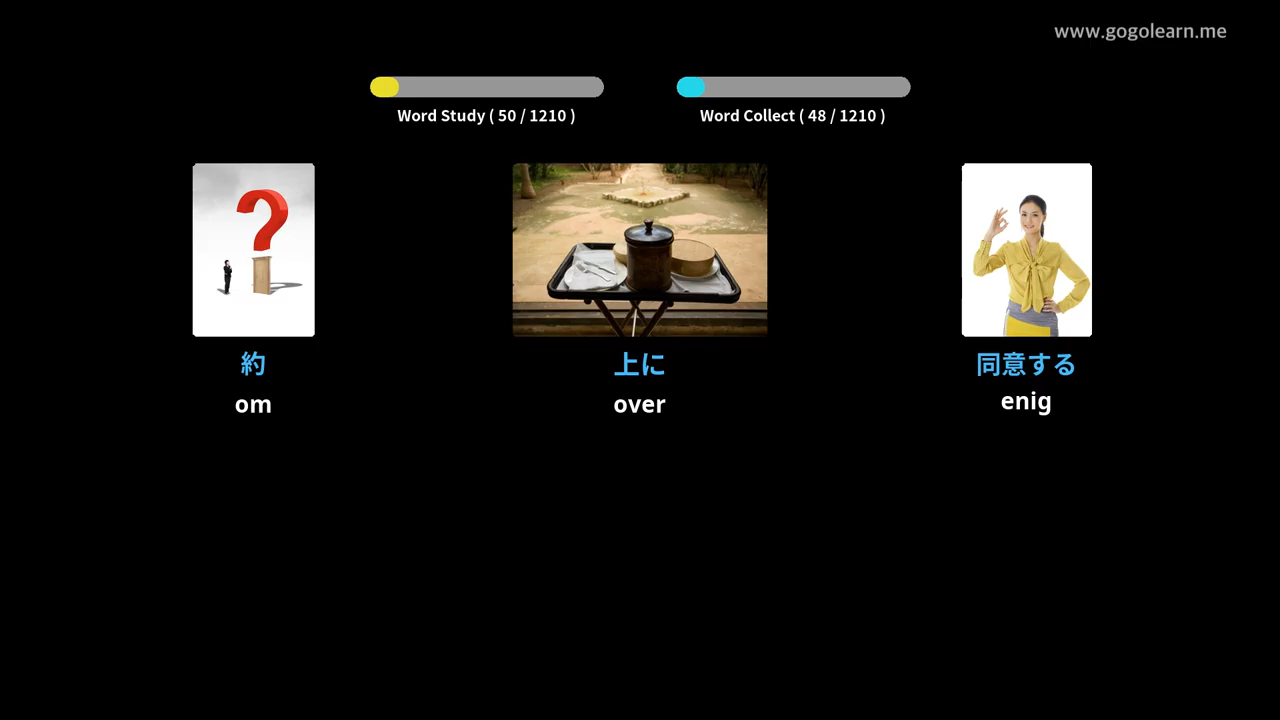 www.gogolearn.me
Word Study ( 50 / 1210 )
Word Collect ( 48 / 1210 )
約
om
上に
over
同意する
enig